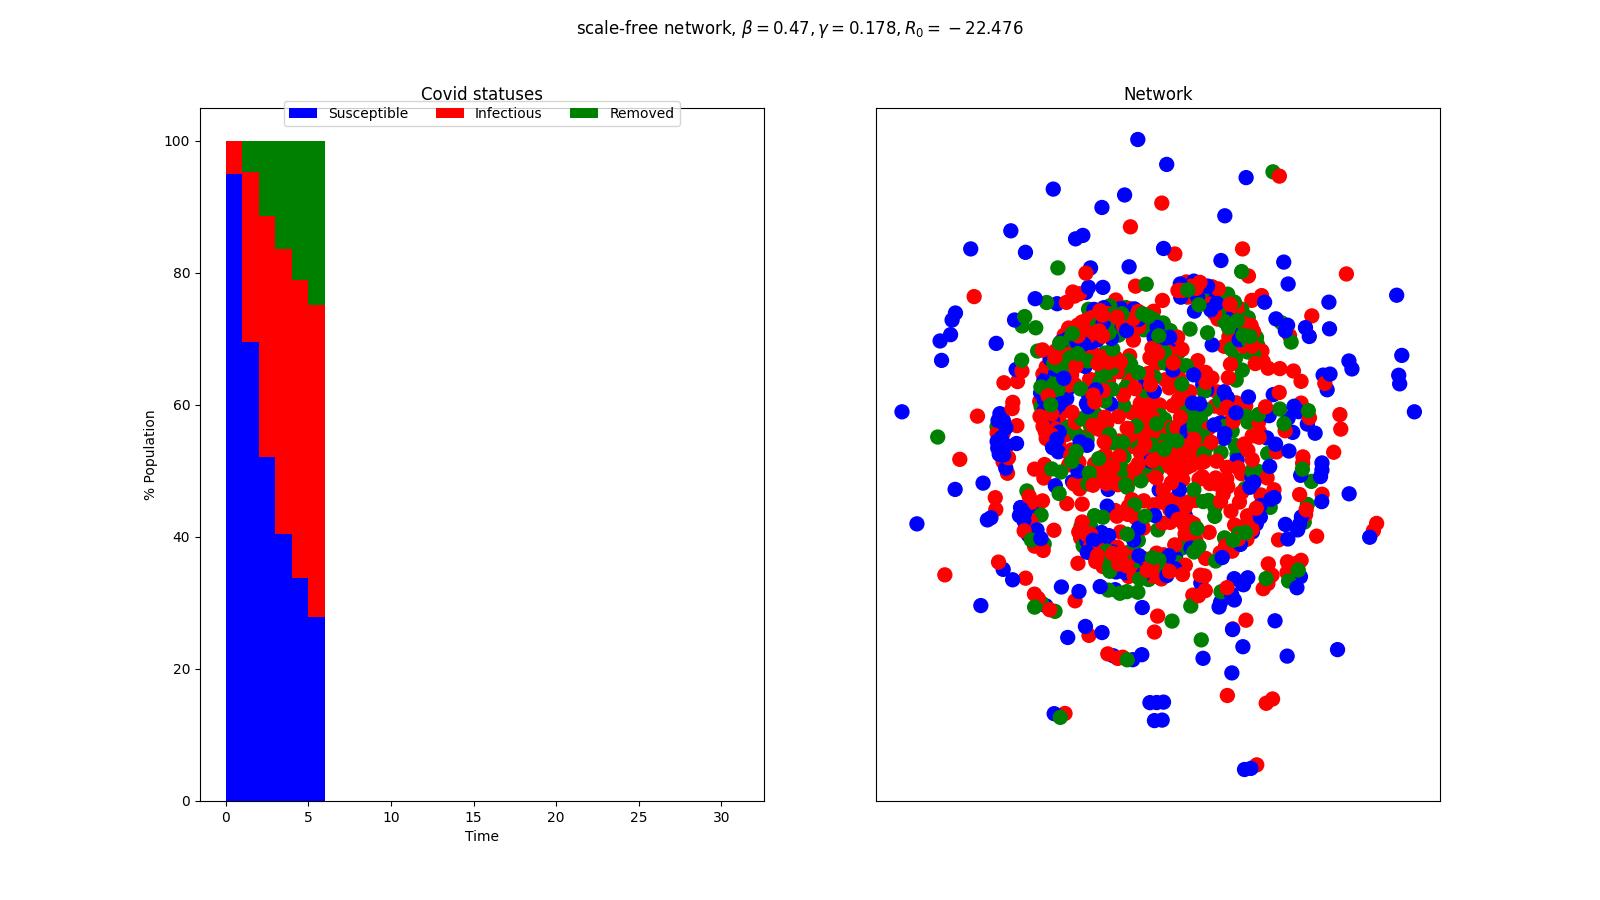 scale-free network, β = 0.47, γ = 0.178, R₀ = − 22.476
Covid statuses
Susceptible Infectious Removed
100
80
60
40
20
0
% Population
0 5 10 15 20 25 30
Time
Network